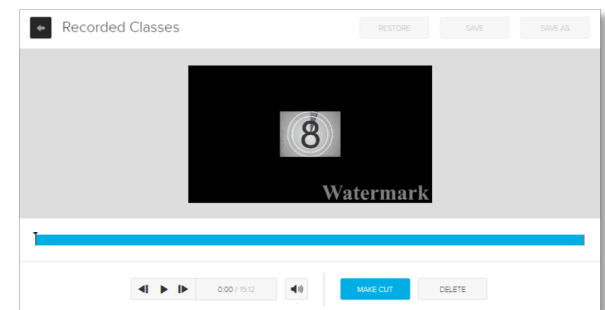 Recorded Classes
RESTORE
SAVE
SAVE AS
8
Watermark
0:00 / 15:12
MAKE CUT
DELETE